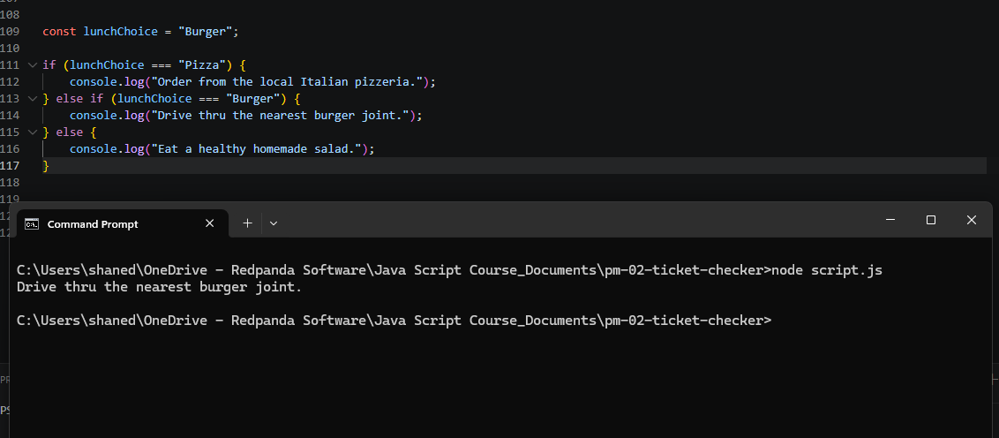 107
108
109 const lunchChoice = "Burger";
110
111 if (lunchChoice === "Pizza") {
112 console.log("Order from the local Italian pizzeria.");
113 } else if (lunchChoice === "Burger") {
114 console.log("Drive thru the nearest burger joint.");
115 } else {
116 console.log("Eat a healthy homemade salad.");
117 }
118
119
Command Prompt
C:\Users\shaned\OneDrive - Redpanda Software\Java Script Course_Documents\pm-02-ticket-checker>node script.js
Drive thru the nearest burger joint.
C:\Users\shaned\OneDrive - Redpanda Software\Java Script Course_Documents\pm-02-ticket-checker>
PS